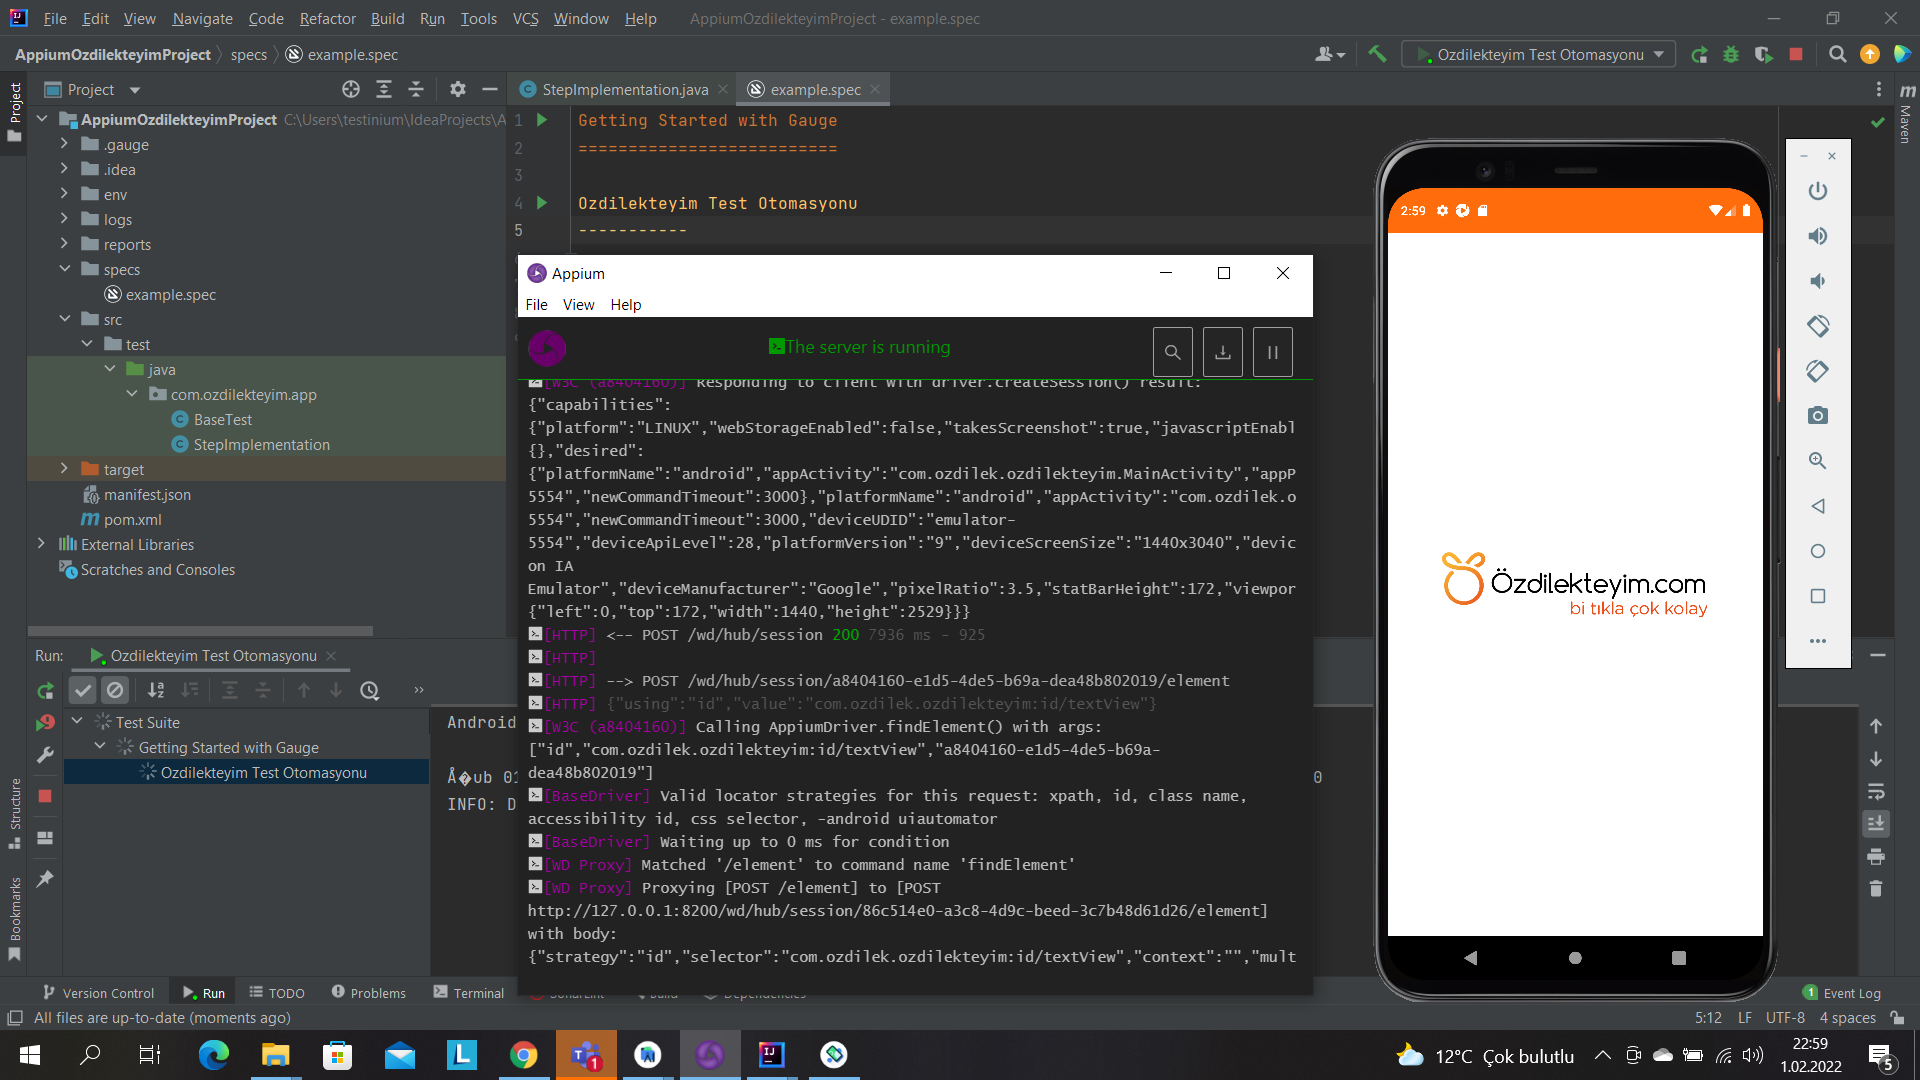 File Edit View Navigate Code Refactor Build Run Tools VCS Window Help AppiumOzdilekteyimProject - example.spec
AppiumOzdilekteyimProject specs example.spec
Ozdilekteyim Test Otomasyonu
Project
StepImplementation.java
example.spec
Project
Maven
AppiumOzdilekteyimProject C:\Users\testinium\IdeaProjects\A
.gauge
.idea
env
logs
reports
specs
example.spec
src
test
java
com.ozdilekteyim.app
BaseTest
StepImplementation
target
manifest.json
pom.xml
External Libraries
Scratches and Consoles
1 Getting Started with Gauge
2 ==========================
3
4 Ozdilekteyim Test Otomasyonu
5 -----------
Appium
File View Help
The server is running
[W3C (a8404160)] Responding to client with driver.createSession() result:
{"capabilities":
{"platform":"LINUX","webStorageEnabled":false,"takesScreenshot":true,"javascriptEnabl
{},"desired":
{"platformName":"android","appActivity":"com.ozdilek.ozdilekteyim.MainActivity","appP
5554","newCommandTimeout":3000},"platformName":"android","appActivity":"com.ozdilek.o
5554","newCommandTimeout":3000,"deviceUDID":"emulator-
5554","deviceApiLevel":28,"platformVersion":"9","deviceScreenSize":"1440x3040","devic
on IA
Emulator","deviceManufacturer":"Google","pixelRatio":3.5,"statBarHeight":172,"viewpor
{"left":0,"top":172,"width":1440,"height":2529}}}
[HTTP] <-- POST /wd/hub/session 200 7936 ms - 925
[HTTP]
[HTTP] --> POST /wd/hub/session/a8404160-e1d5-4de5-b69a-dea48b802019/element
[HTTP] {"using":"id","value":"com.ozdilek.ozdilekteyim:id/textView"}
[W3C (a8404160)] Calling AppiumDriver.findElement() with args:
["id","com.ozdilek.ozdilekteyim:id/textView","a8404160-e1d5-4de5-b69a-
dea48b802019"]
[BaseDriver] Valid locator strategies for this request: xpath, id, class name,
accessibility id, css selector, -android uiautomator
[BaseDriver] Waiting up to 0 ms for condition
[WD Proxy] Matched '/element' to command name 'findElement'
[WD Proxy] Proxying [POST /element] to [POST
http://127.0.0.1:8200/wd/hub/session/86c514e0-a3c8-4d9c-beed-3c7b48d61d26/element]
with body:
{"strategy":"id","selector":"com.ozdilek.ozdilekteyim:id/textView","context":"","mult
2:59
Özdilekteyim.com
bi tıkla çok kolay
Run: Ozdilekteyim Test Otomasyonu
Test Suite
Getting Started with Gauge
Ozdilekteyim Test Otomasyonu
Android
Å�ub 01
0
INFO: D
Structure
Bookmarks
Version Control Run TODO Problems Terminal SonarLint Build Dependencies 1 Event Log
All files are up-to-date (moments ago)
5:12 LF UTF-8 4 spaces
1
12°C Çok bulutlu
22:59
1.02.2022
5